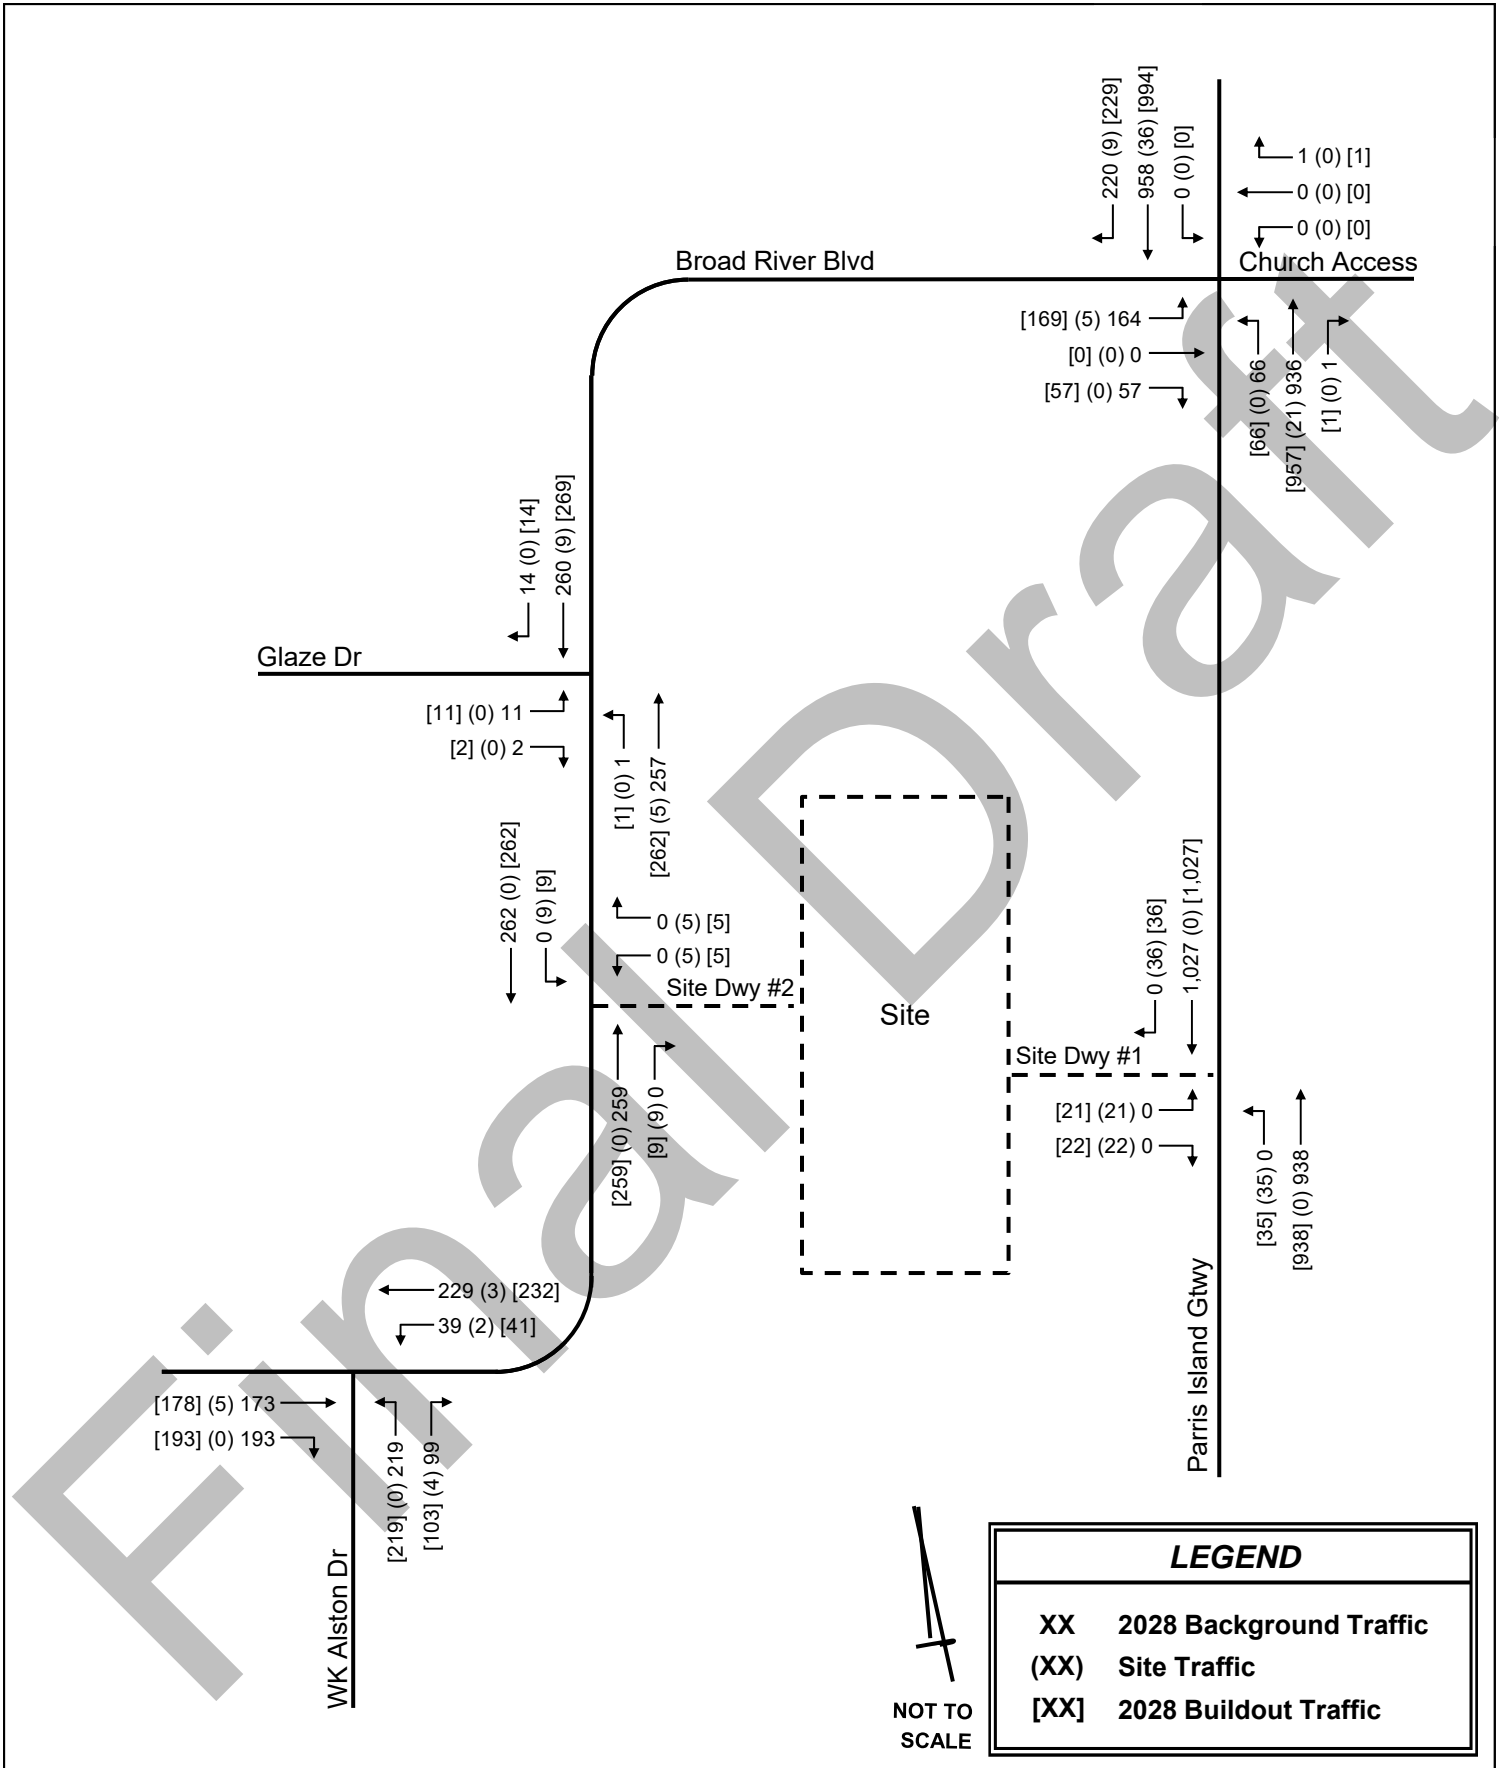 220 (9) [229]
958 (36) [994]
0 (0) [0]
1 (0) [1]
0 (0) [0]
0 (0) [0]
Broad River Blvd
Church Access
[169] (5) 164
[0] (0) 0
[57] (0) 57
[66] (0) 66
[957] (21) 936
[1] (0) 1
14 (0) [14]
260 (9) [269]
Glaze Dr
[11] (0) 11
[2] (0) 2
[1] (0) 1
[262] (5) 257
262 (0) [262]
0 (9) [9]
0 (5) [5]
0 (5) [5]
Site Dwy #2
[259] (0) 259
[9] (9) 0
Site
0 (36) [36]
1,027 (0) [1,027]
Site Dwy #1
[21] (21) 0
[22] (22) 0
[35] (35) 0
[938] (0) 938
Parris Island Gtwy
229 (3) [232]
39 (2) [41]
[178] (5) 173
[193] (0) 193
[219] (0) 219
[103] (4) 99
WK Alston Dr
Final Draft
NOT TO
SCALE
LEGEND
XX 2028 Background Traffic
(XX) Site Traffic
[XX] 2028 Buildout Traffic